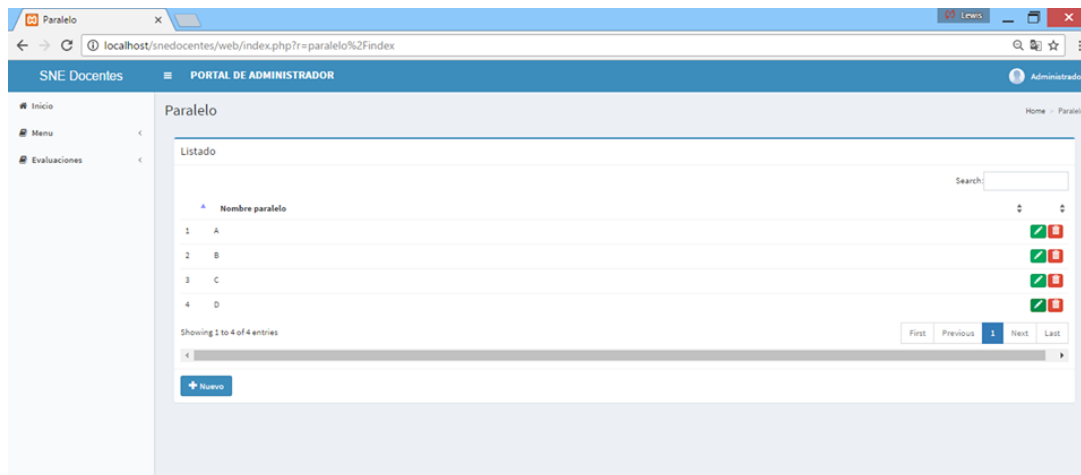 Paralelo
Lewis
localhost/snedocentes/web/index.php?r=paralelo%2Findex
SNE Docentes
PORTAL DE ADMINISTRADOR
Administrado
Inicio
Menu
Evaluaciones
Paralelo
Home > Paralel
Listado
Search:
Nombre paralelo
1 A
2 B
3 C
4 D
Showing 1 to 4 of 4 entries
First Previous 1 Next Last
Nuevo